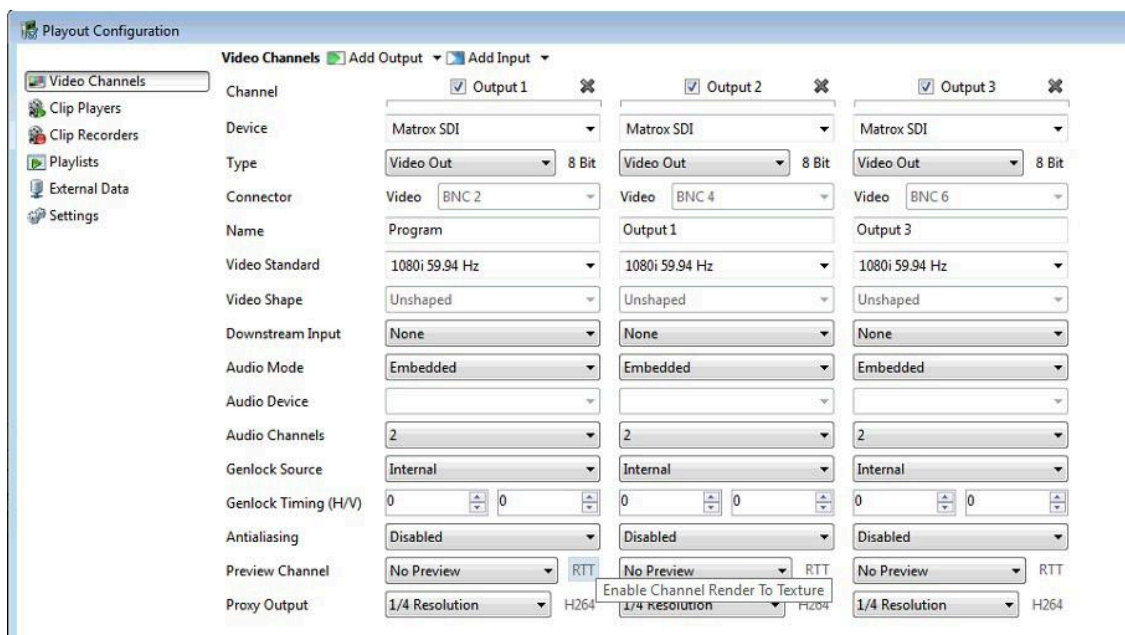 Playout Configuration
Video Channels Add Output Add Input
Video Channels
Clip Players
Clip Recorders
Playlists
External Data
Settings
Channel Output 1 Output 2 Output 3
Device Matrox SDI Matrox SDI Matrox SDI
Type Video Out 8 Bit Video Out 8 Bit Video Out 8 Bit
Connector Video BNC 2 Video BNC 4 Video BNC 6
Name Program Output 1 Output 3
Video Standard 1080i 59.94 Hz 1080i 59.94 Hz 1080i 59.94 Hz
Video Shape Unshaped Unshaped Unshaped
Downstream Input None None None
Audio Mode Embedded Embedded Embedded
Audio Device
Audio Channels 2 2 2
Genlock Source Internal Internal Internal
Genlock Timing (H/V) 0 0 0 0 0 0
Antialiasing Disabled Disabled Disabled
Preview Channel No Preview RTT No Preview RTT No Preview RTT
Enable Channel Render To Texture
Proxy Output 1/4 Resolution H264 1/4 Resolution H264 1/4 Resolution H264